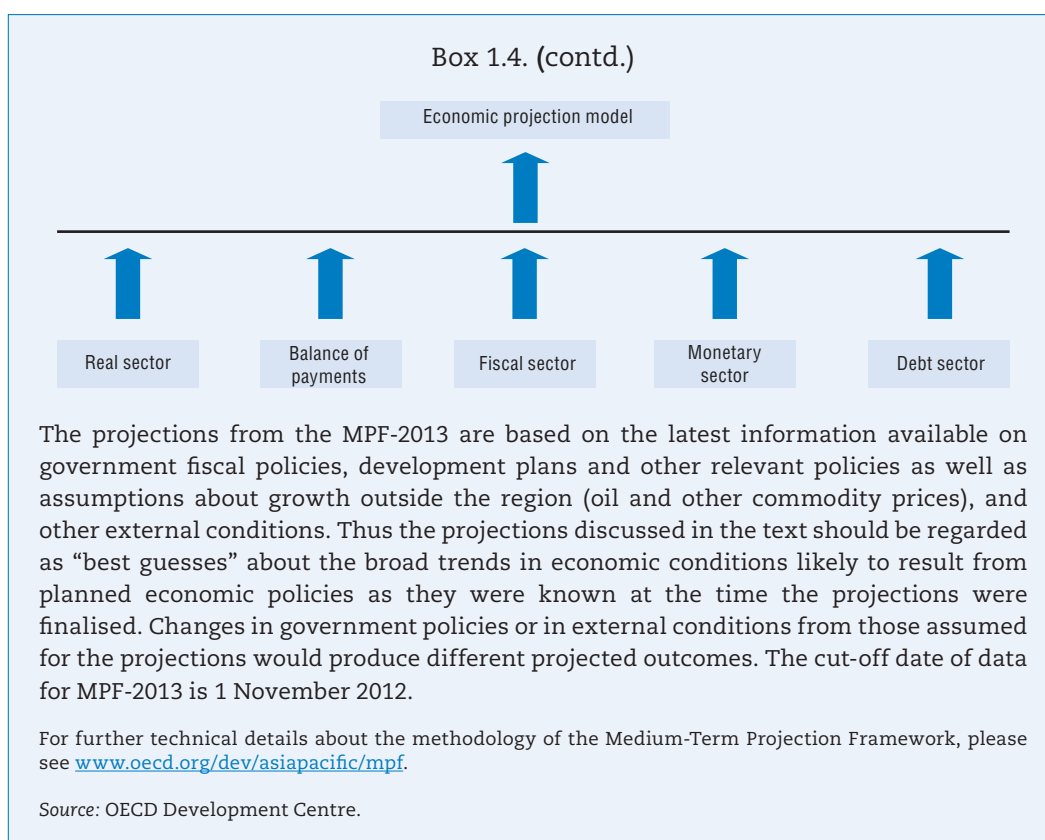 Box 1.4. (contd.)
Economic projection model
Real sector
Balance of
payments
Fiscal sector
Monetary
sector
Debt sector
The projections from the MPF-2013 are based on the latest information available on
government fiscal policies, development plans and other relevant policies as well as
assumptions about growth outside the region (oil and other commodity prices), and
other external conditions. Thus the projections discussed in the text should be regarded
as “best guesses” about the broad trends in economic conditions likely to result from
planned economic policies as they were known at the time the projections were
finalised. Changes in government policies or in external conditions from those assumed
for the projections would produce different projected outcomes. The cut-off date of data
for MPF-2013 is 1 November 2012.
For further technical details about the methodology of the Medium-Term Projection Framework, please
see www.oecd.org/dev/asiapacific/mpf.
Source: OECD Development Centre.